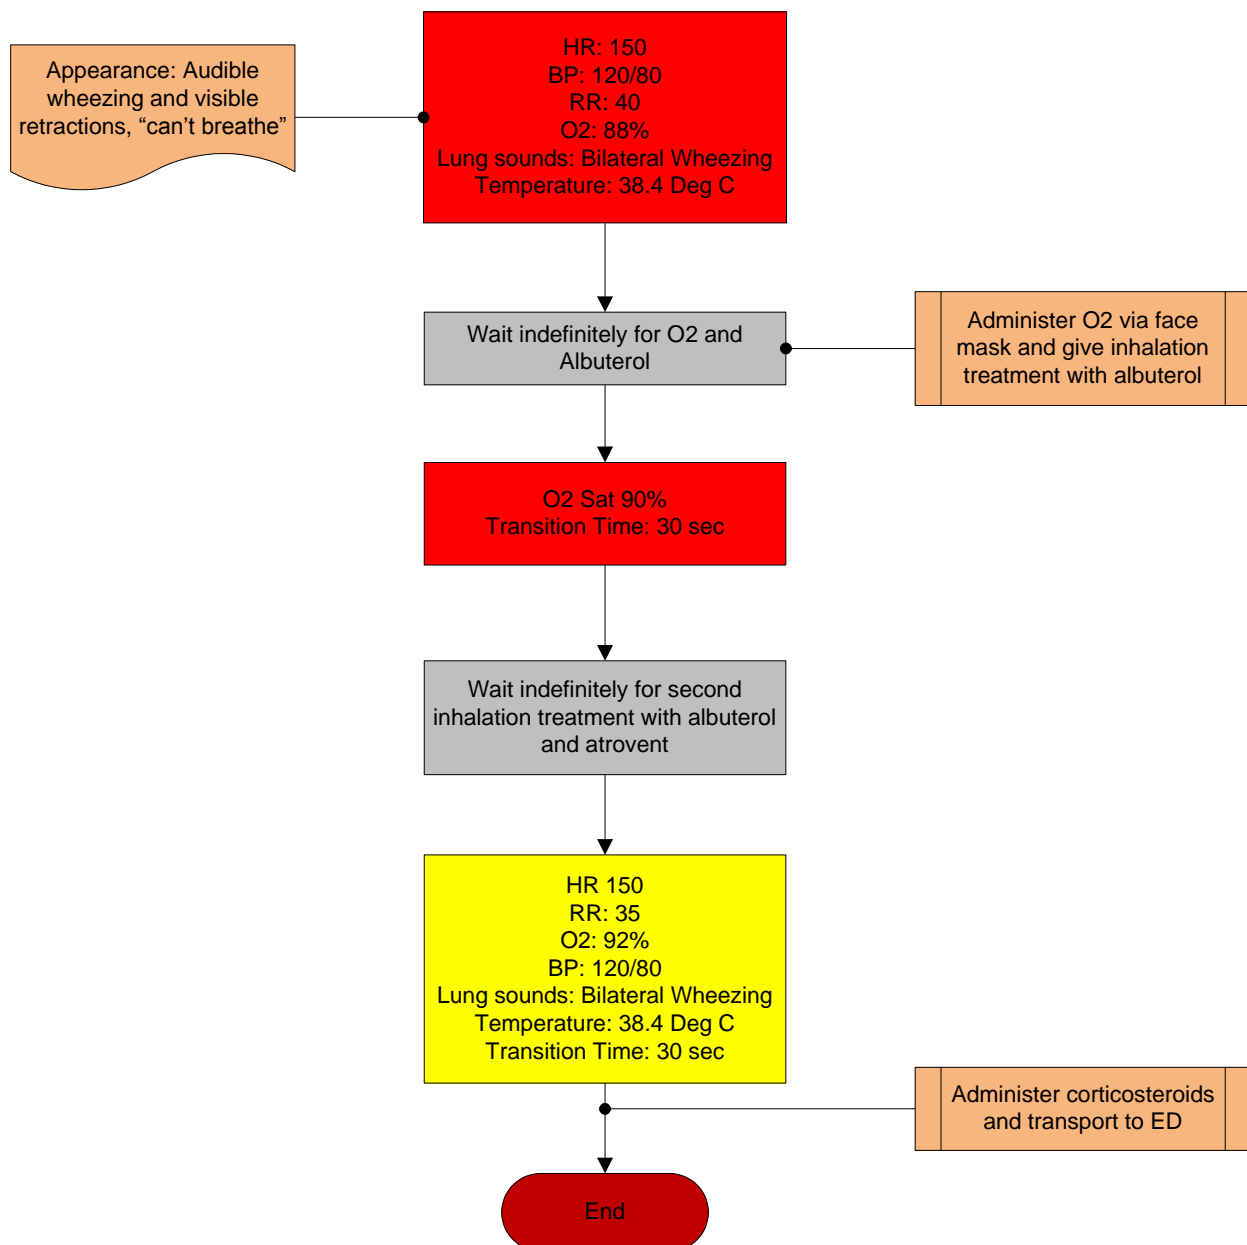 HR: 150
BP: 120/80
RR: 40
O2: 88%
Lung sounds: Bilateral Wheezing
Temperature: 38.4 Deg C
Appearance: Audible
wheezing and visible
retractions, “can’t breathe”
Wait indefinitely for O2 and
Albuterol
Administer O2 via face
mask and give inhalation
treatment with albuterol
O2 Sat 90%
Transition Time: 30 sec
Wait indefinitely for second
inhalation treatment with albuterol
and atrovent
HR 150
RR: 35
O2: 92%
BP: 120/80
Lung sounds: Bilateral Wheezing
Temperature: 38.4 Deg C
Transition Time: 30 sec
Administer corticosteroids
and transport to ED
End